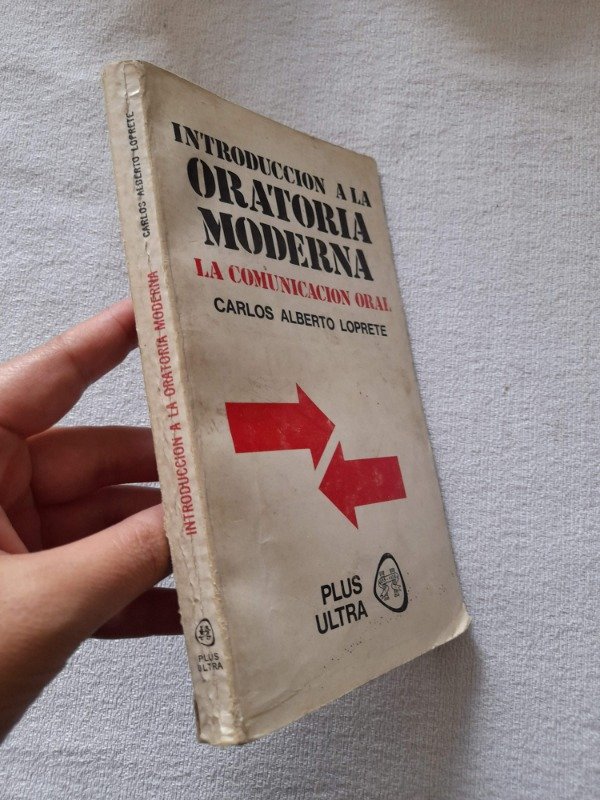 INTRODUCCION A LA
ORATORIA
MODERNA
LA COMUNICACION ORAL
CARLOS ALBERTO LOPRETE
PLUS
ULTRA
INTRODUCCION A LA ORATORIA MODERNA — CARLOS ALBERTO LOPRETE
PLUS
ULTRA